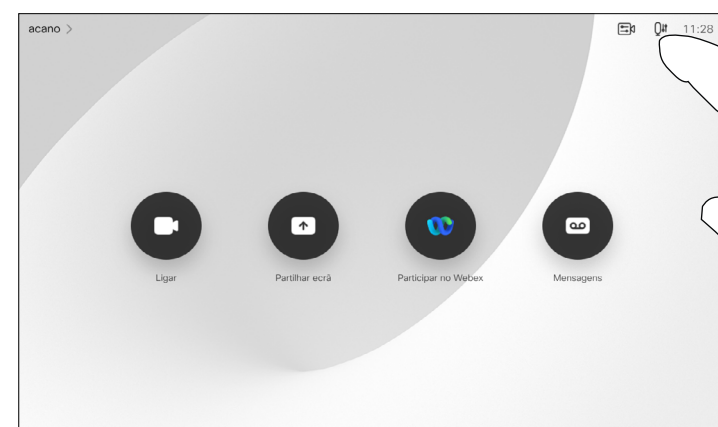 acano >
11:28
Ligar
Partilhar ecrã
Participar no Webex
Mensagens